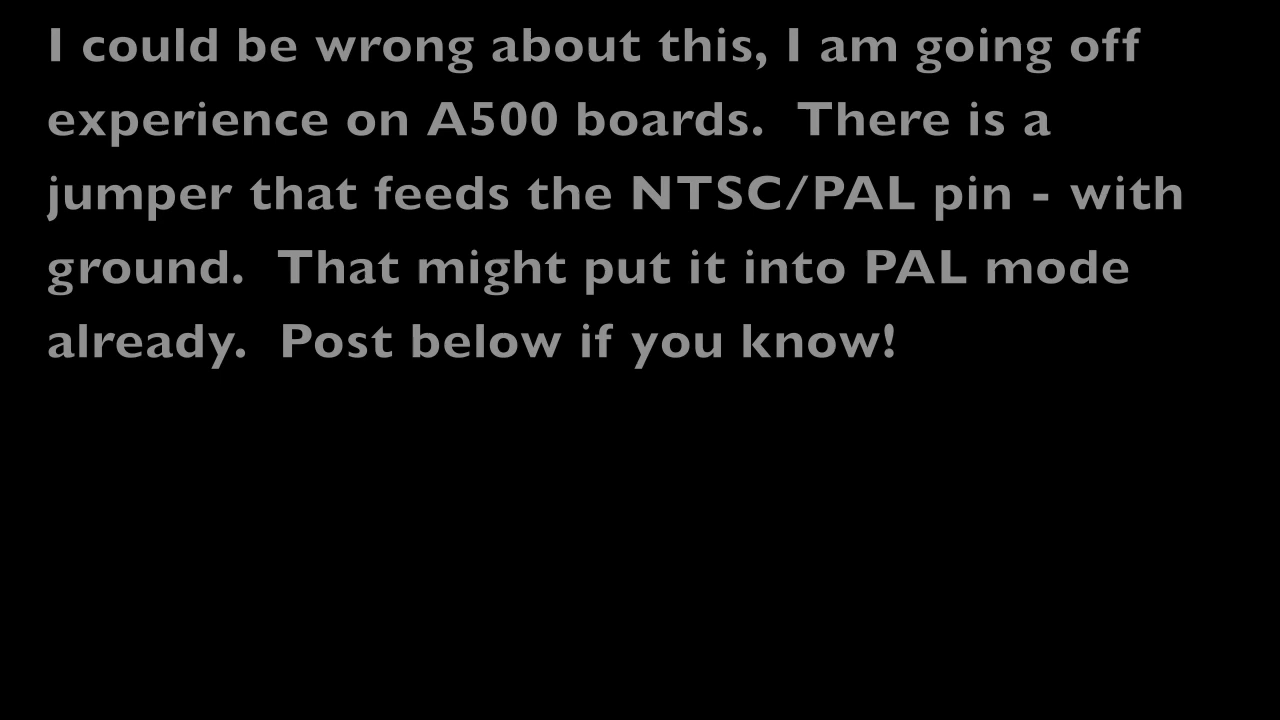 I could be wrong about this, I am going off
experience on A500 boards.  There is a
jumper that feeds the NTSC/PAL pin - with
ground.  That might put it into PAL mode
already.  Post below if you know!